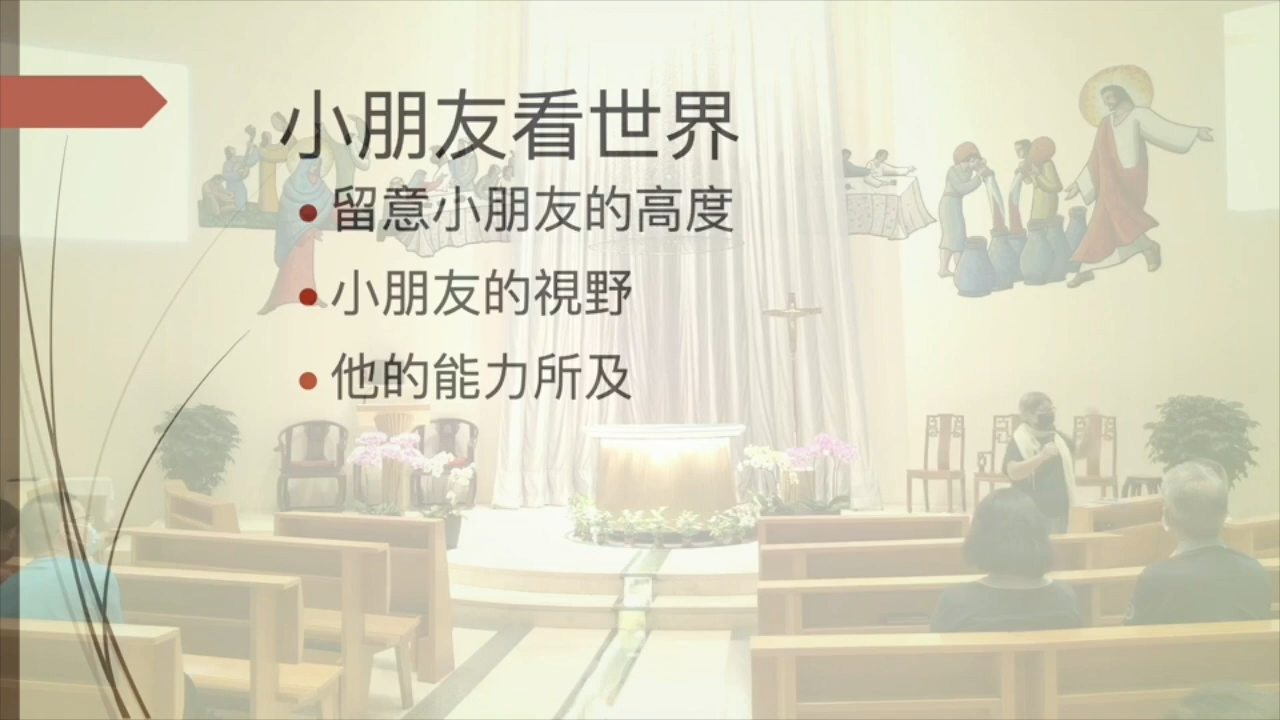 小朋友看世界
留意小朋友的高度
小朋友的視野
他的能力所及